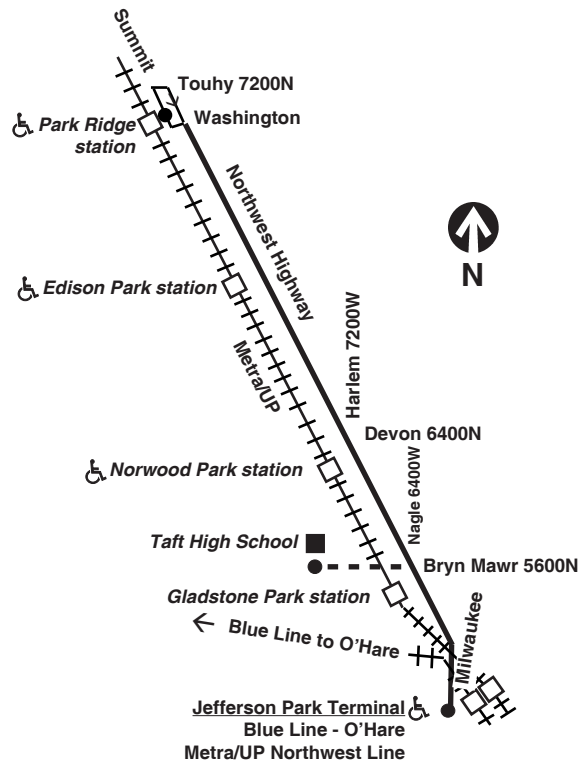 Summit
Touhy 7200N
Washington
Park Ridge
station
Northwest Highway
N
Edison Park station
Harlem 7200W
Metra/UP
Devon 6400N
Nagle 6400W
Norwood Park station
Taft High School
Bryn Mawr 5600N
Gladstone Park station
Milwaukee
Blue Line to O’Hare
Jefferson Park Terminal
Blue Line - O’Hare
Metra/UP Northwest Line